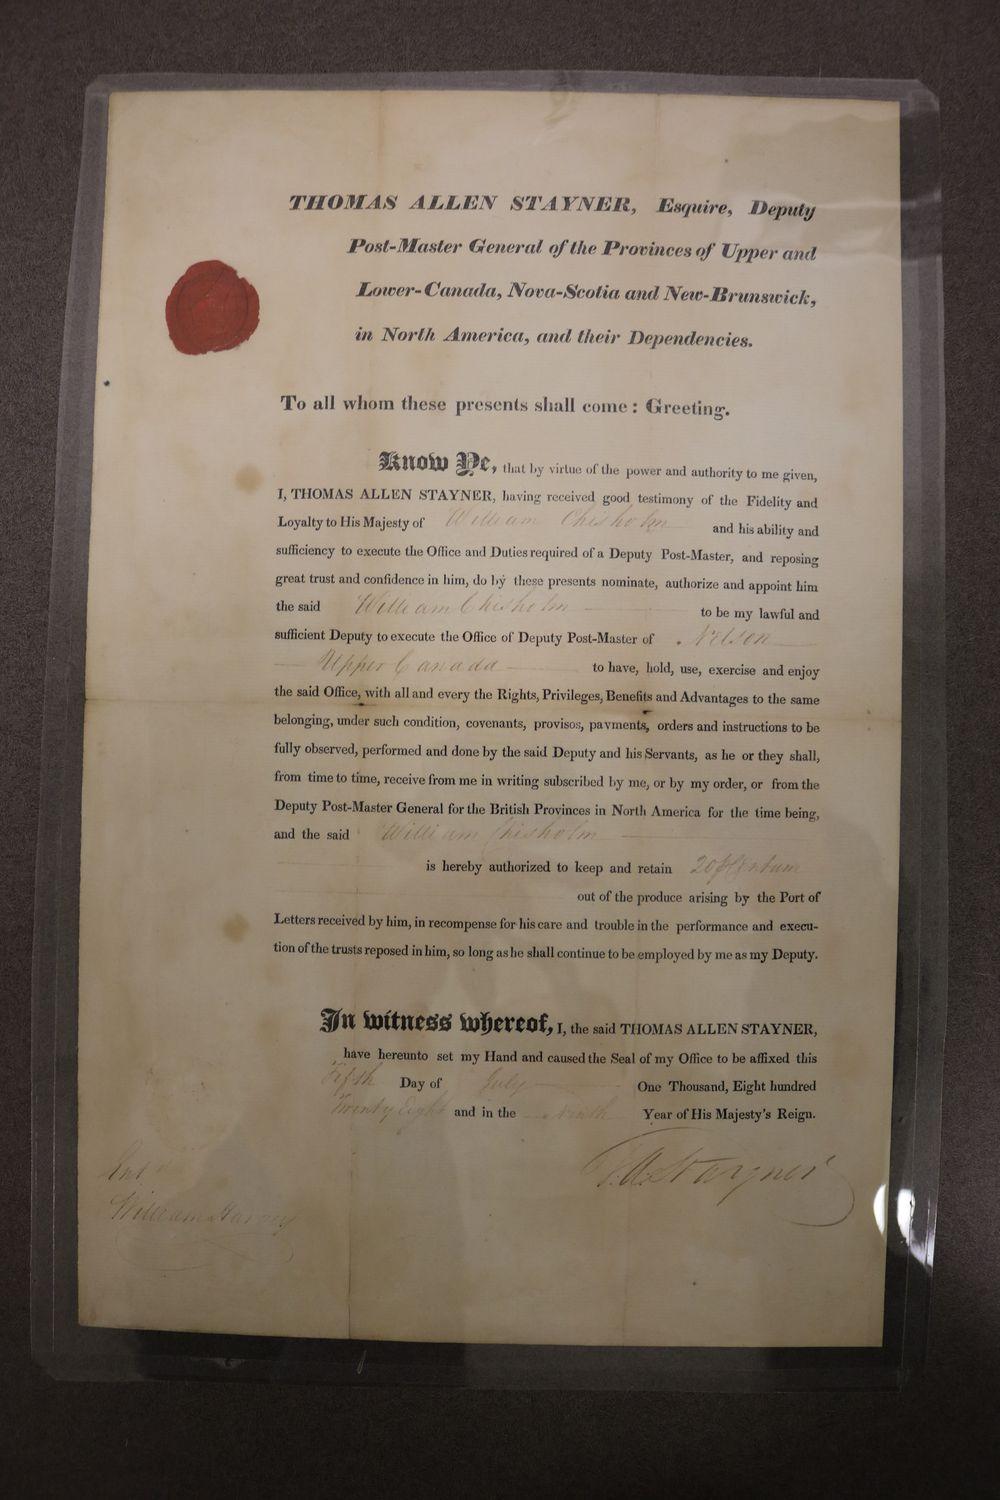 THOMAS ALLEN STAYNER, Esquire, Deputy
Post-Master General of the Provinces of Upper and
Lower-Canada, Nova-Scotia and New-Brunswick,
in North America, and their Dependencies.
To all whom these presents shall come: Greeting.
Know Ye, that by virtue of the power and authority to me given,
I, THOMAS ALLEN STAYNER, having received good testimony of the Fidelity and
Loyalty to His Majesty of William Chisholm and his ability and
sufficiency to execute the Office and Duties required of a Deputy Post-Master, and reposing
great trust and confidence in him, do by these presents nominate, authorize and appoint him
the said William Chisholm to be my lawful and
sufficient Deputy to execute the Office of Deputy Post-Master of Nelson
Upper Canada to have, hold, use, exercise and enjoy
the said Office, with all and every the Rights, Privileges, Benefits and Advantages to the same
belonging, under such condition, covenants, provisos, payments, orders and instructions to be
fully observed, performed and done by the said Deputy and his Servants, as he or they shall,
from time to time, receive from me in writing subscribed by me, or by my order, or from the
Deputy Post-Master General for the British Provinces in North America for the time being,
and the said William Chisholm
is hereby authorized to keep and retain 20
out of the produce arising by the Port of
Letters received by him, in recompense for his care and trouble in the performance and execu-
tion of the trusts reposed in him, so long as he shall continue to be employed by me as my Deputy.
In witness whereof, I, the said THOMAS ALLEN STAYNER,
have hereunto set my Hand and caused the Seal of my Office to be affixed this
Fifth Day of July One Thousand, Eight hundred
Twenty Eight and in the Ninth Year of His Majesty's Reign.
T.A. Stayner
William